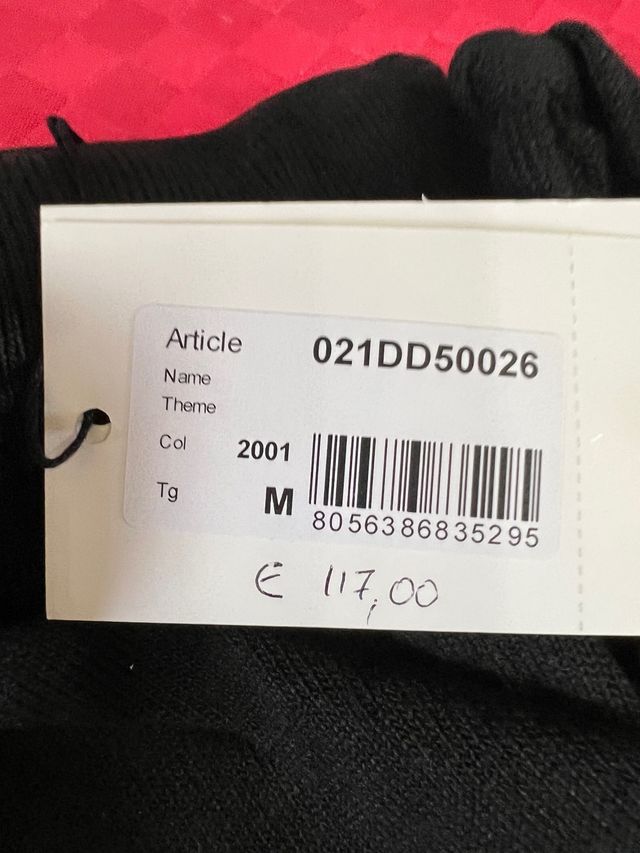 Article 021DD50026
Name
Theme
Col 2001
Tg M
8056386835295
€ 117,00